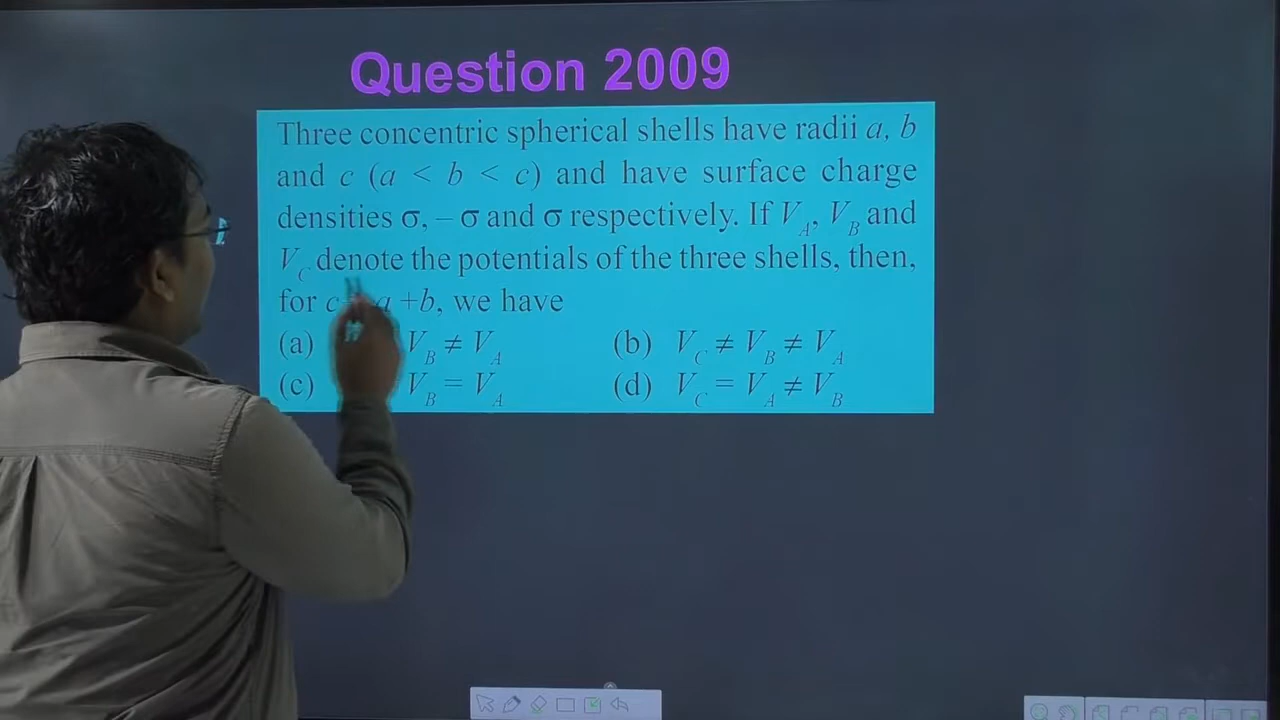 Question 2009
Three concentric spherical shells have radii a, b
and c (a < b < c) and have surface charge
densities σ, – σ and σ respectively. If V_A, V_B and
V_C denote the potentials of the three shells, then,
for c a +b, we have
(a) V_B ≠ V_A (b) V_C ≠ V_B ≠ V_A
(c) V_B = V_A (d) V_C = V_A ≠ V_B